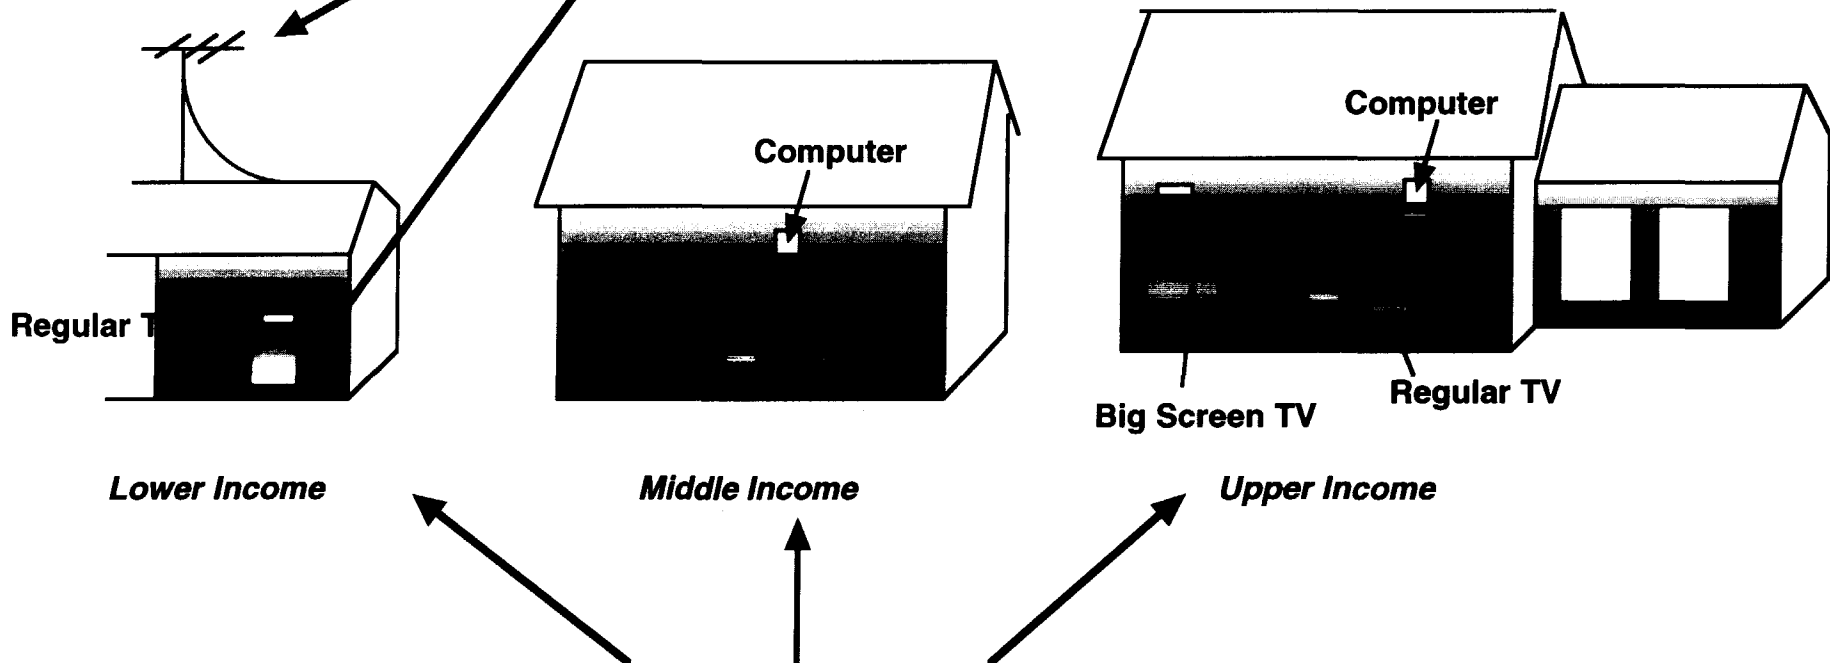 Computer
Computer
Regular T
Big Screen TV
Regular TV
Lower Income
Middle Income
Upper Income